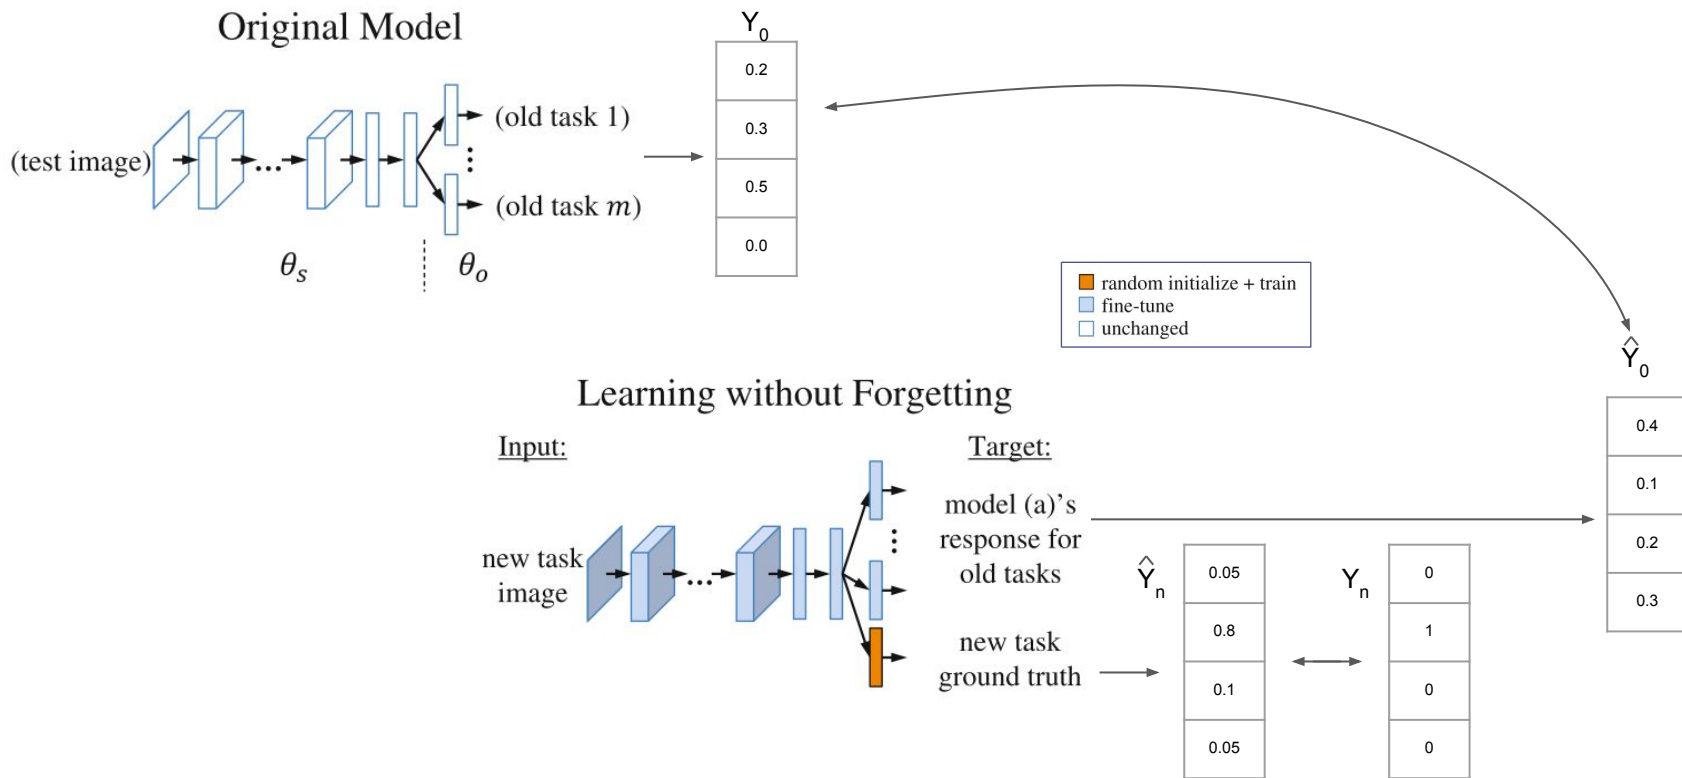 Original Model
Y0
(test image)
...
(old task 1)
(old task m)
θs
θo
0.2
0.3
0.5
0.0
random initialize + train
fine-tune
unchanged
Ŷ0
0.4
0.1
0.2
0.3
Learning without Forgetting
Input:
Target:
new task
image
...
model (a)'s
response for
old tasks
new task
ground truth
Ŷn
0.05
0.8
0.1
0.05
Yn
0
1
0
0